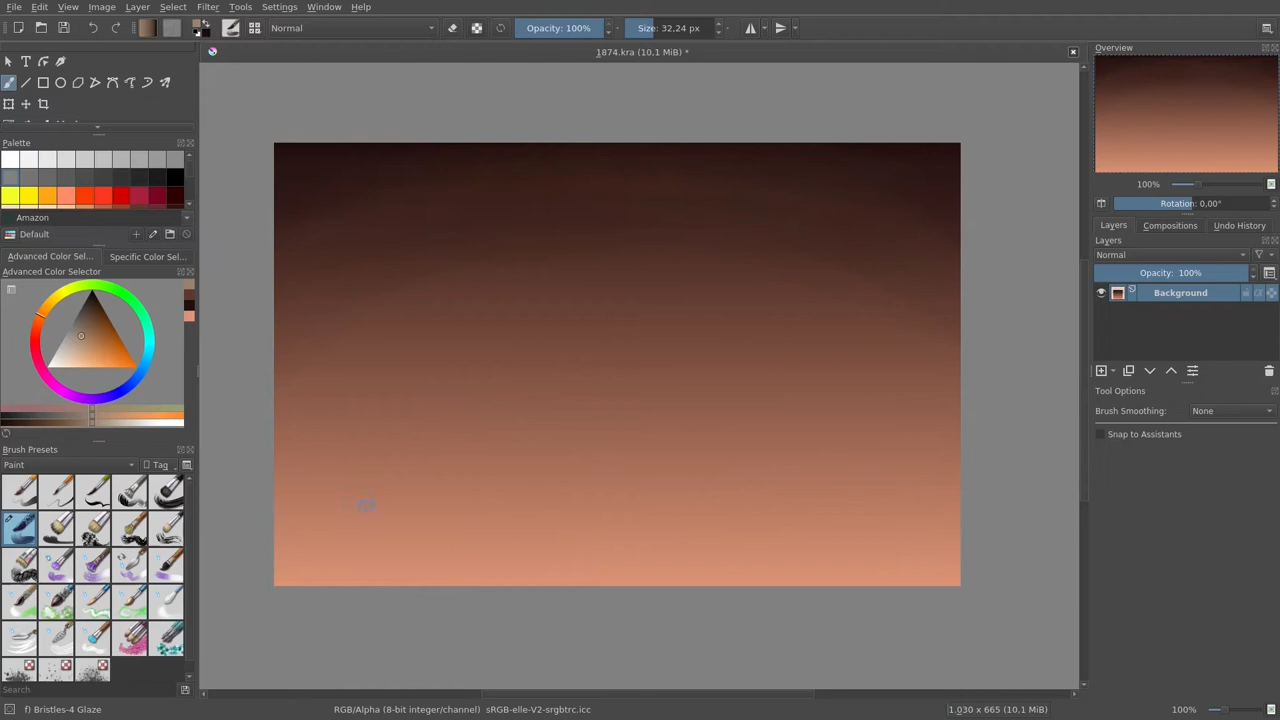 File Edit View Image Layer Select Filter Tools Settings Window Help
Normal Opacity: 100% Size: 32,24 px
1874.kra (10,1 MiB) *
Palette
Amazon
Default
Advanced Color Sel... Specific Color Sel...
Advanced Color Selector
Brush Presets
Paint Tag
Search
Overview
100%
Rotation: 0,00°
Layers Compositions Undo History
Layers
Normal
Opacity: 100%
Background
Tool Options
Brush Smoothing: None
Snap to Assistants
f) Bristles-4 Glaze RGB/Alpha (8-bit integer/channel) sRGB-elle-V2-srgbtrc.icc 1.030 x 665 (10,1 MiB) 100%